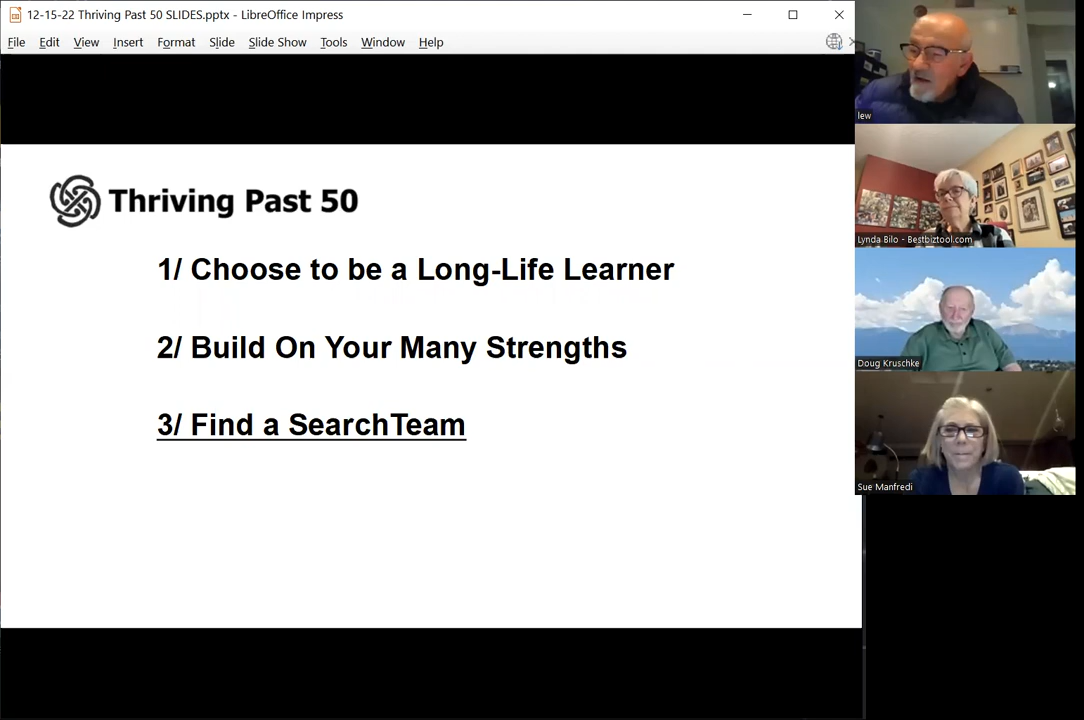 12-15-22 Thriving Past 50 SLIDES.pptx - LibreOffice Impress
File Edit View Insert Format Slide Slide Show Tools Window Help
Thriving Past 50
1/ Choose to be a Long-Life Learner
2/ Build On Your Many Strengths
3/ Find a SearchTeam
lew
Lynda Bilo - Bestbiztool.com
Doug Kruschke
Sue Manfredi